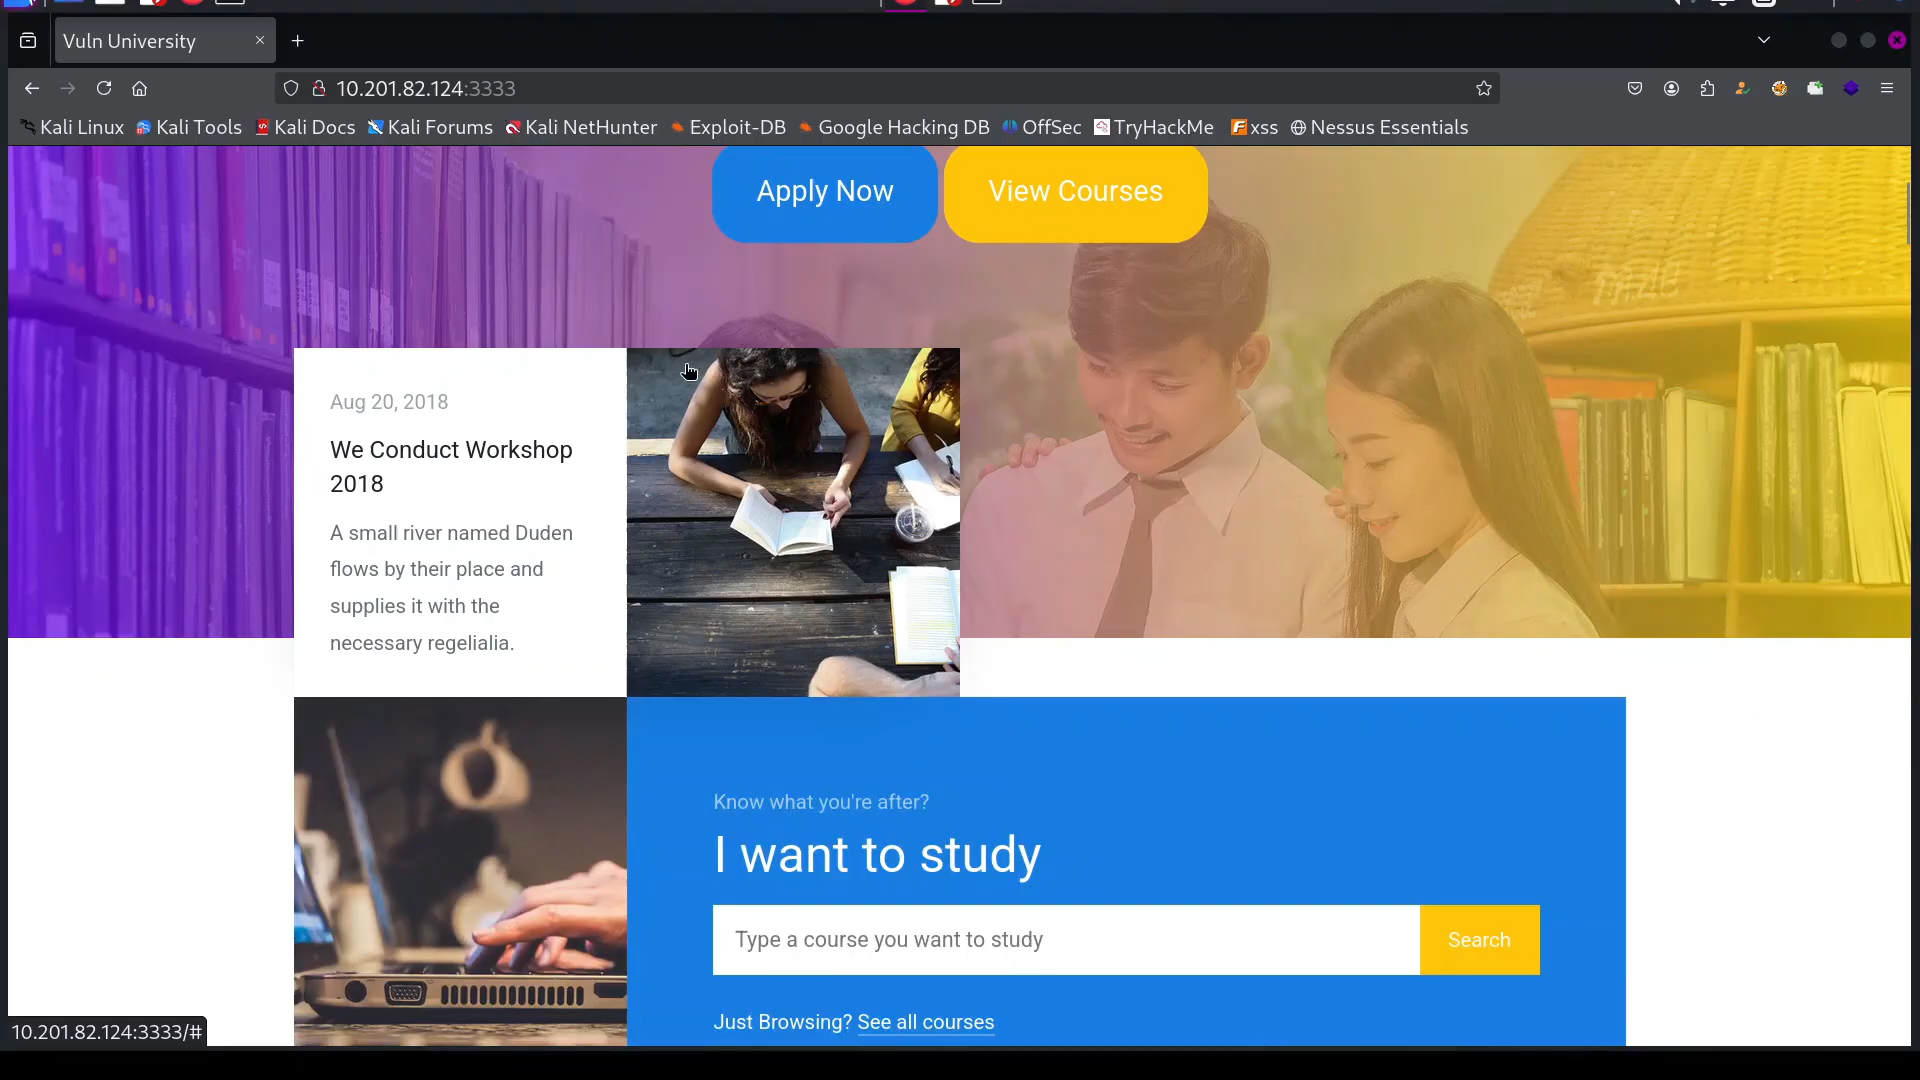 Vuln University
10.201.82.124:3333
Kali Linux Kali Tools Kali Docs Kali Forums Kali NetHunter Exploit-DB Google Hacking DB OffSec TryHackMe xss Nessus Essentials
Apply Now View Courses
Aug 20, 2018
We Conduct Workshop
2018
A small river named Duden
flows by their place and
supplies it with the
necessary regelialia.
Know what you're after?
I want to study
Type a course you want to study Search
Just Browsing? See all courses
10.201.82.124:3333/#